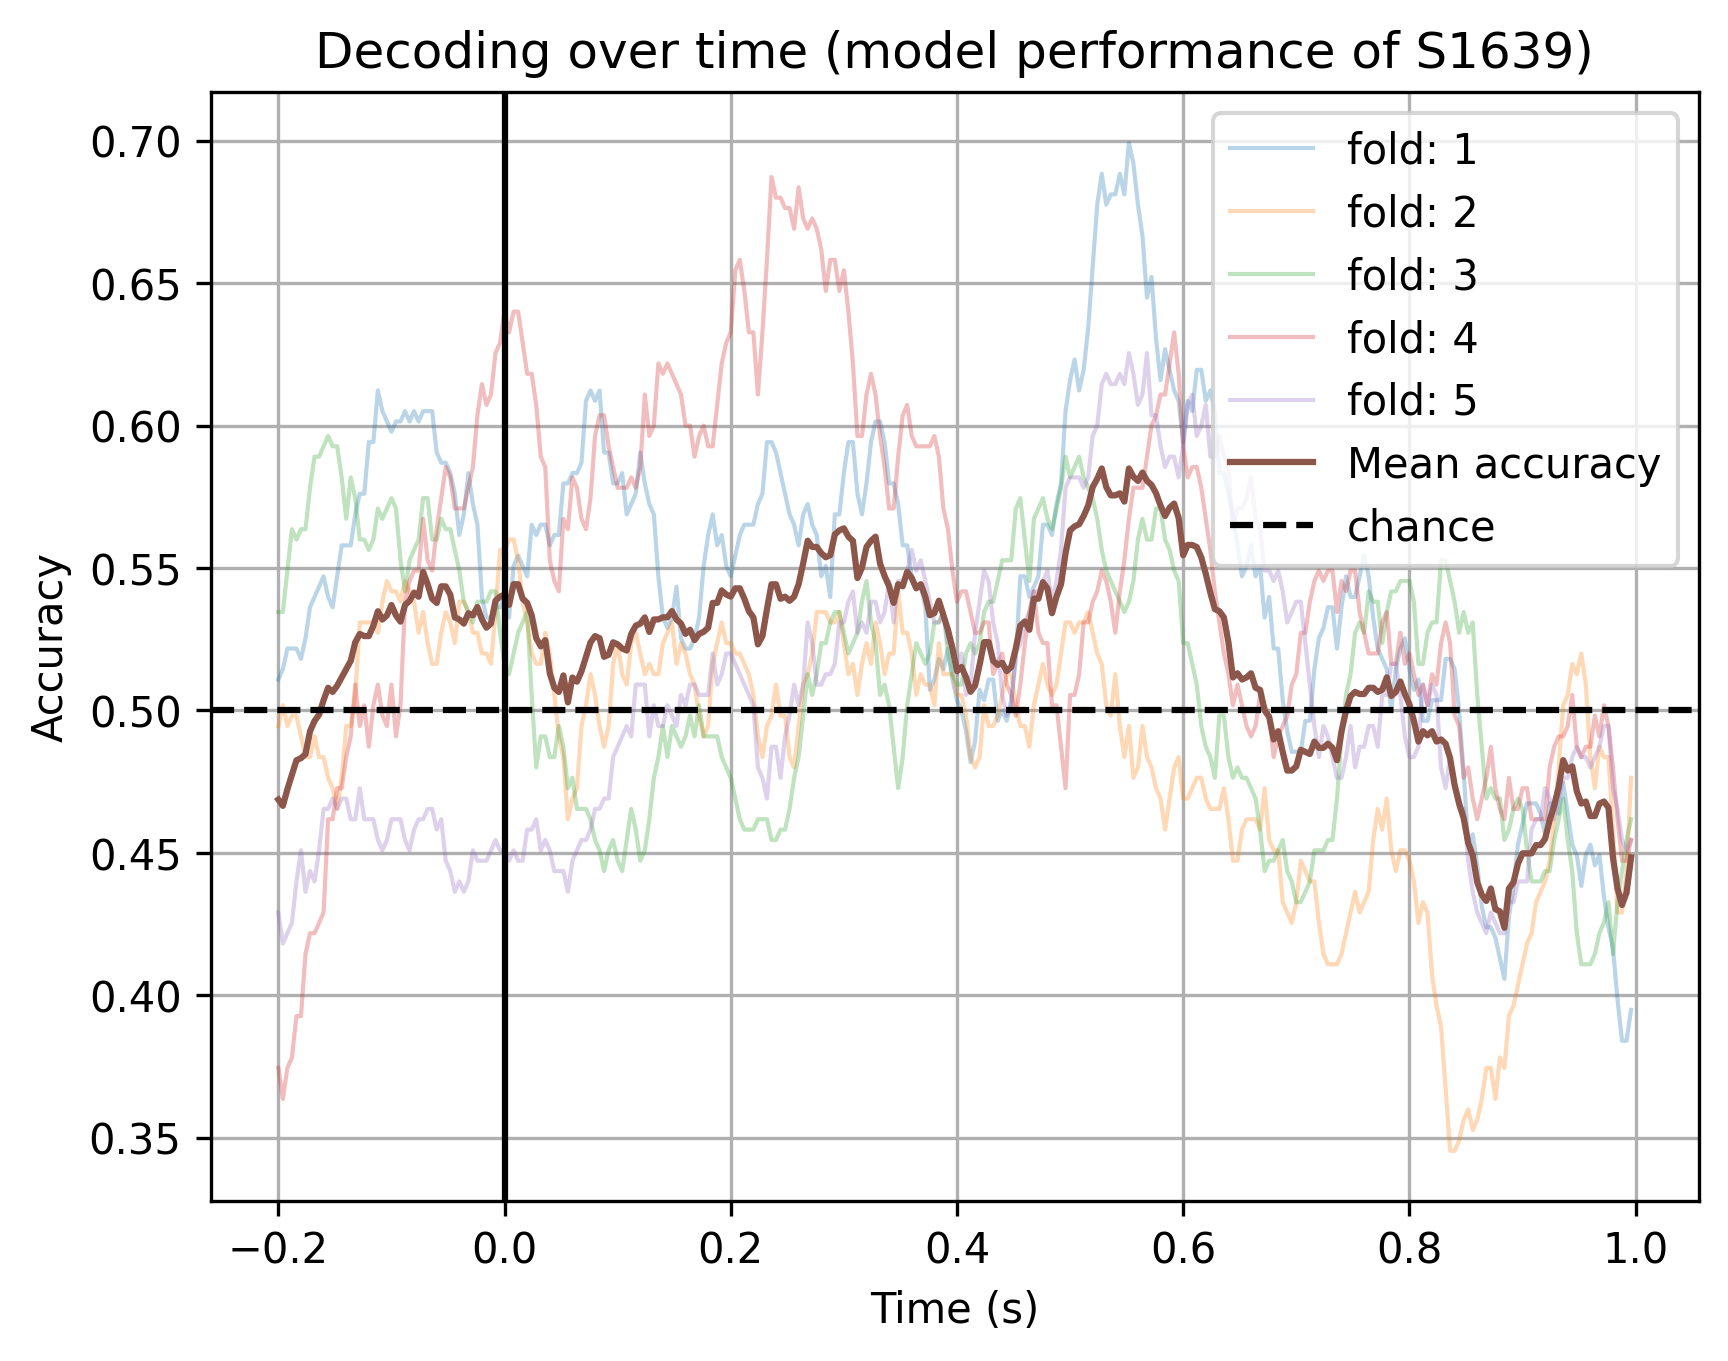 Decoding over time (model performance of S1639)
Accuracy
0.70
0.65
0.60
0.55
0.50
0.45
0.40
0.35
fold: 1
fold: 2
fold: 3
fold: 4
fold: 5
Mean accuracy
chance
−0.2 0.0 0.2 0.4 0.6 0.8 1.0
Time (s)